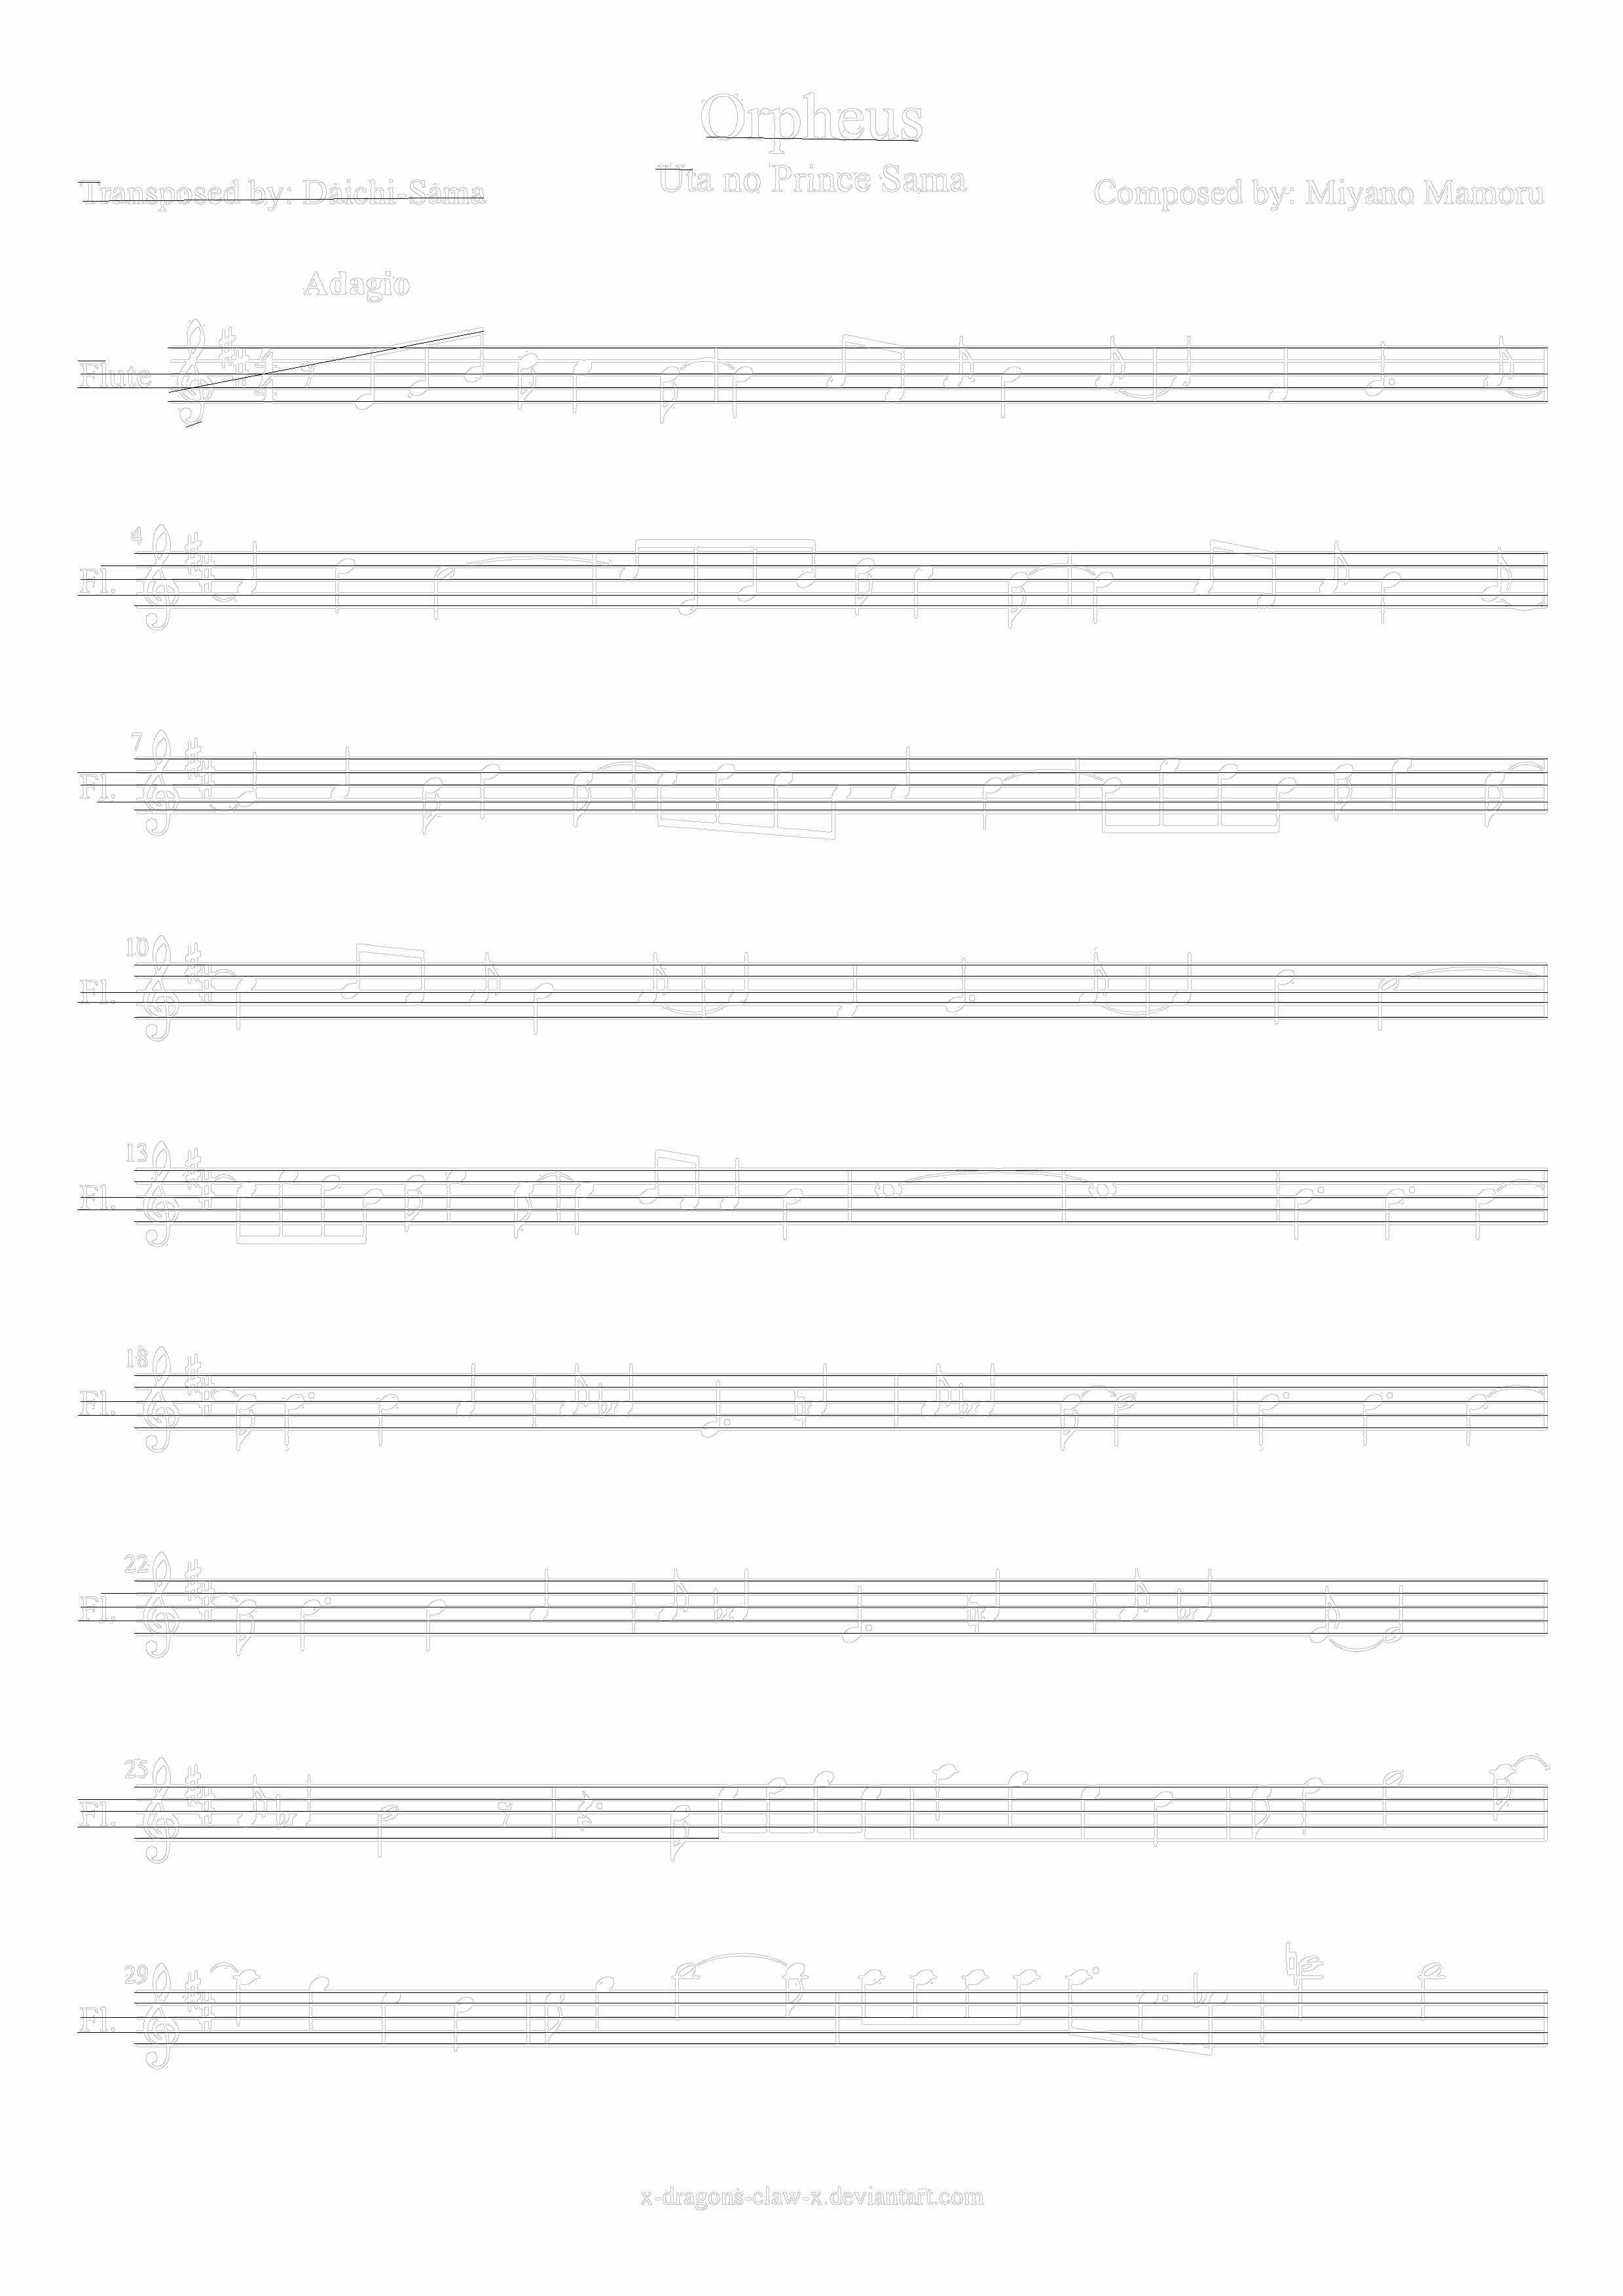 Orpheus
Uta no Prince Sama
Transposed by: Daichi-Sama
Composed by: Miyano Mamoru
Adagio
Flute
4
Fl.
7
Fl.
10
Fl.
13
Fl.
18
Fl.
22
Fl.
25
Fl.
29
Fl.
x-dragons-claw-x.deviantart.com